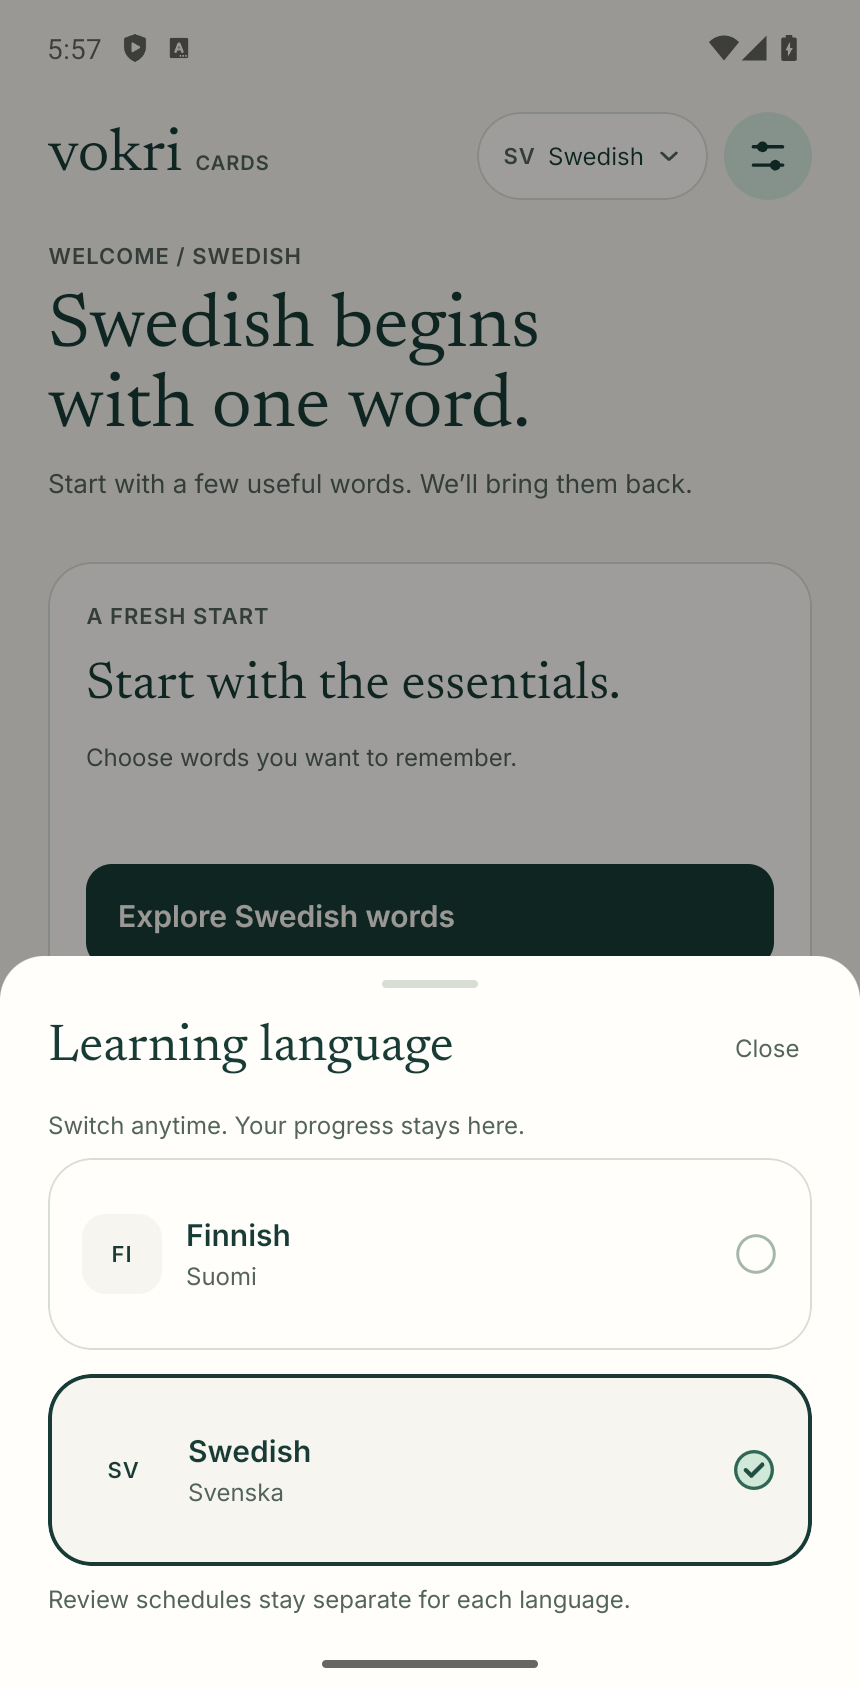 5:57
vokri CARDS
SV Swedish
WELCOME / SWEDISH
Swedish begins
with one word.
Start with a few useful words. We’ll bring them back.
A FRESH START
Start with the essentials.
Choose words you want to remember.
Explore Swedish words
Learning language
Close
Switch anytime. Your progress stays here.
FI
Finnish
Suomi
SV
Swedish
Svenska
Review schedules stay separate for each language.